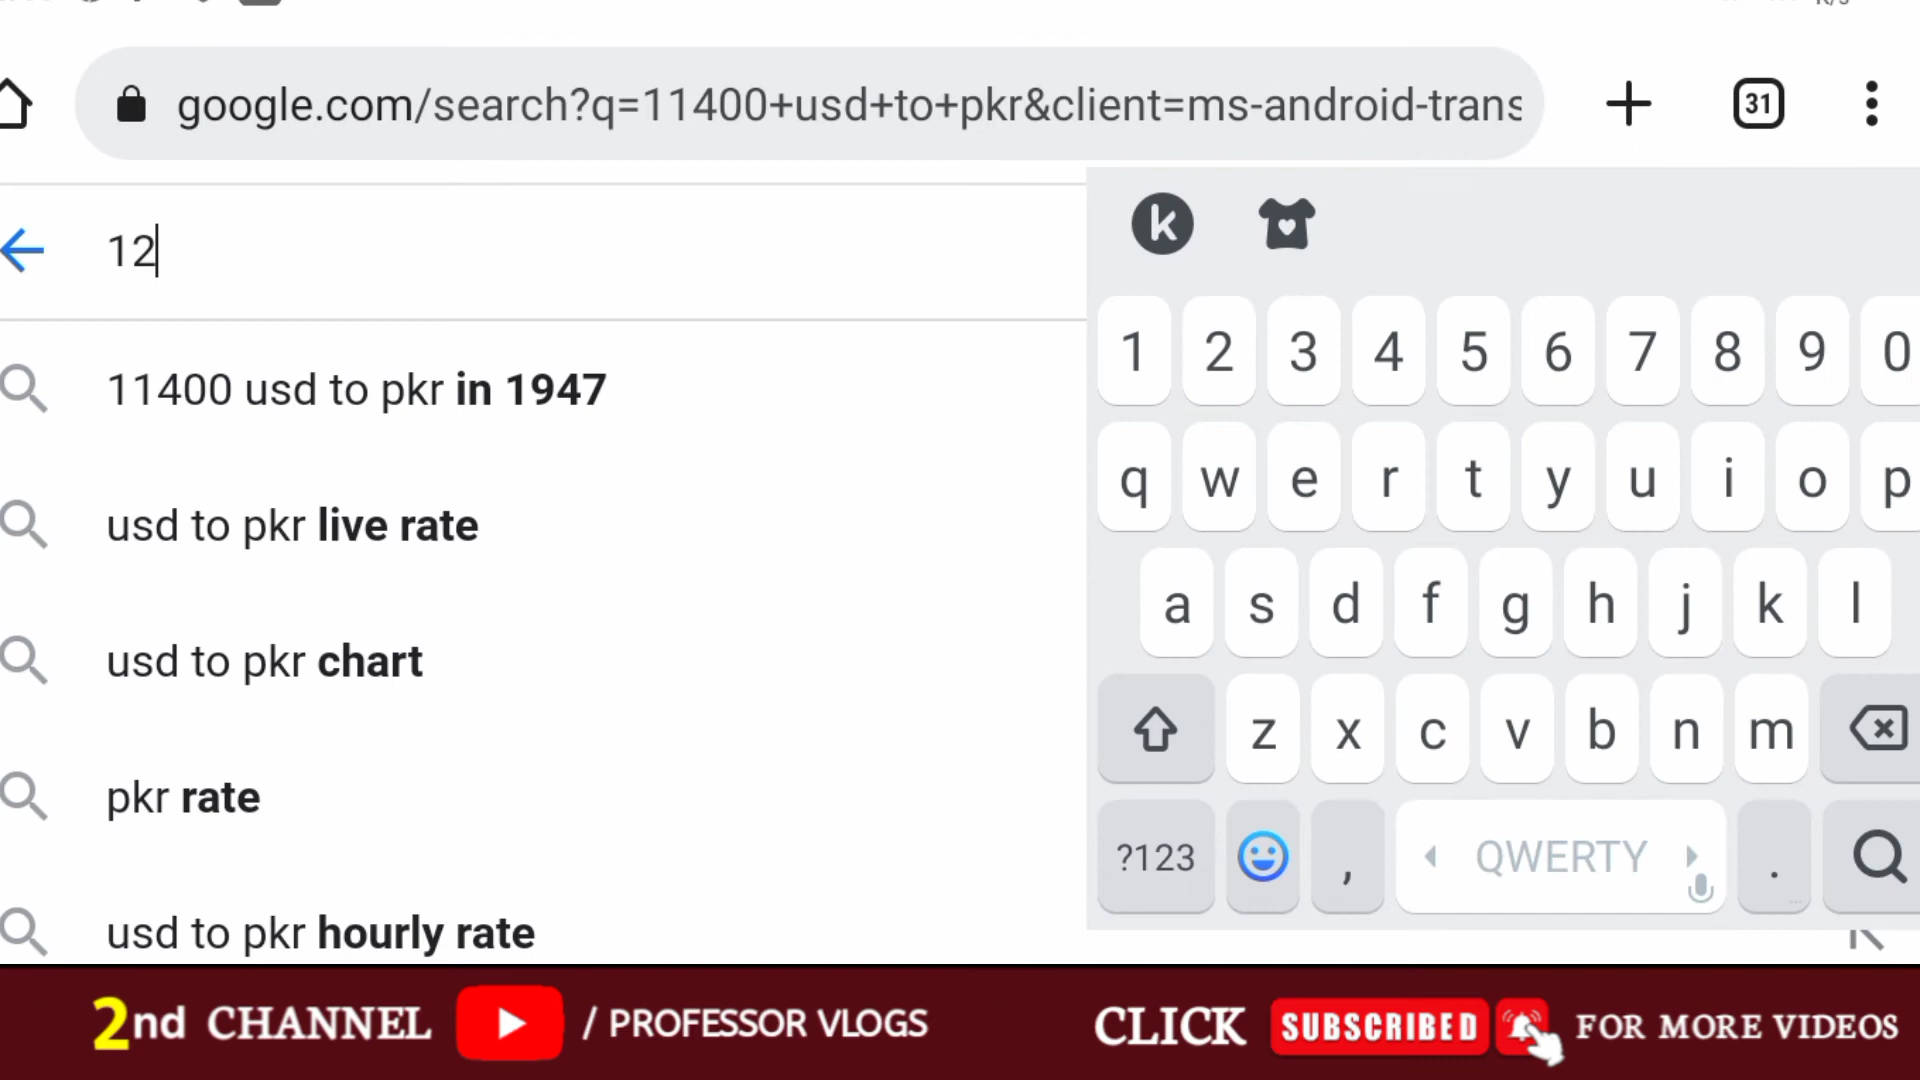 google.com/search?q=11400+usd+to+pkr&client=ms-android-trans
31
12
11400 usd to pkr in 1947
usd to pkr live rate
usd to pkr chart
pkr rate
usd to pkr hourly rate
k
1 2 3 4 5 6 7 8 9 0
q w e r t y u i o p
a s d f g h j k l
z x c v b n m
?123 , QWERTY .
2nd CHANNEL / PROFESSOR VLOGS CLICK SUBSCRIBED FOR MORE VIDEOS